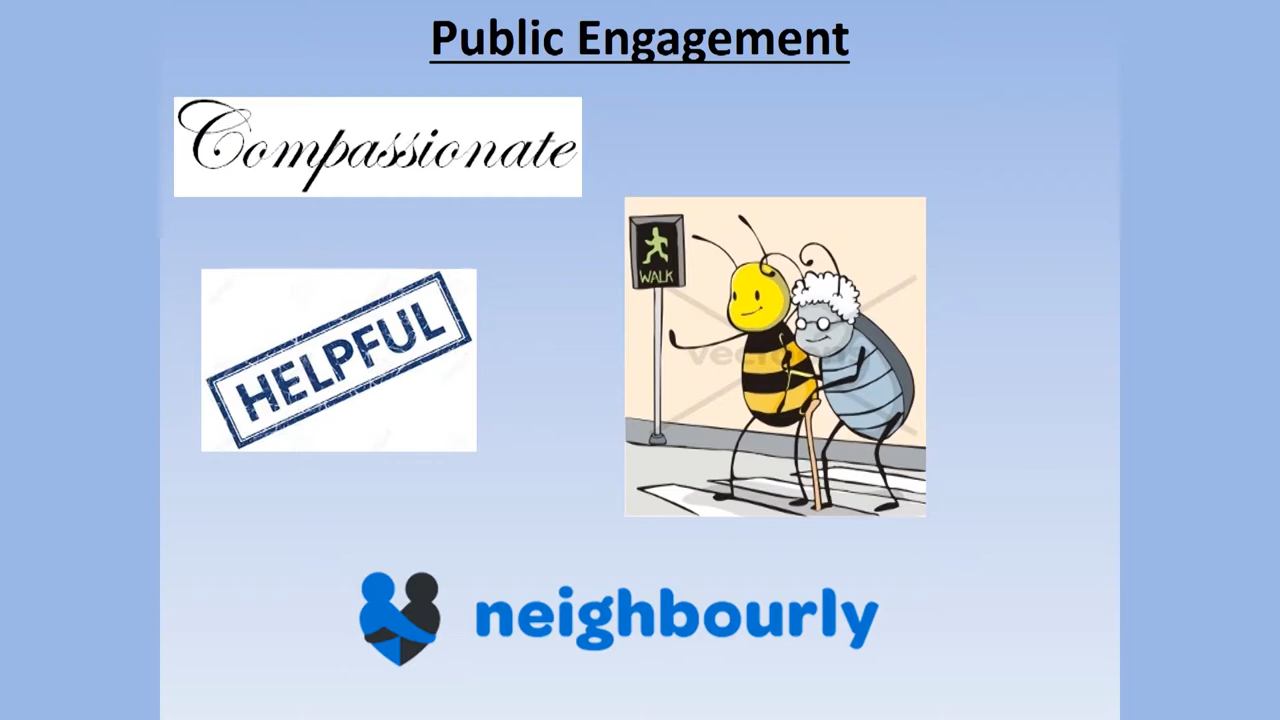 Public Engagement
Compassionate
WALK
HELPFUL
neighbourly